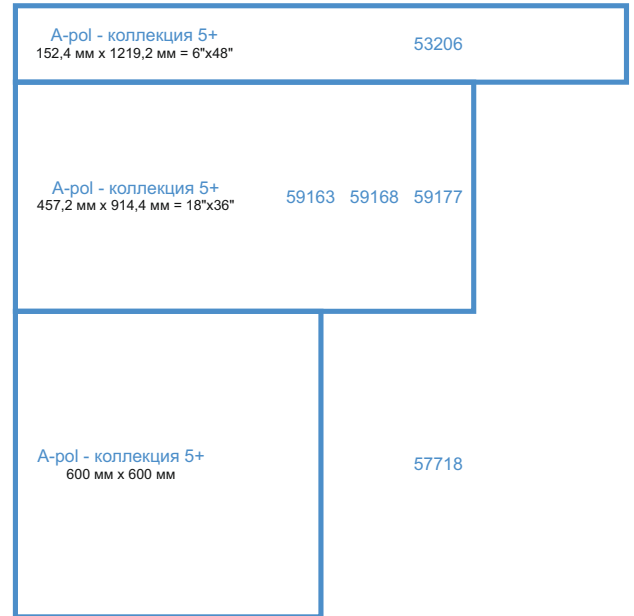 A-pol - коллекция 5+
152,4 мм x 1219,2 мм = 6"x48"
53206
A-pol - коллекция 5+
457,2 мм x 914,4 мм = 18"x36"
59163 59168 59177
A-pol - коллекция 5+
600 мм x 600 мм
57718